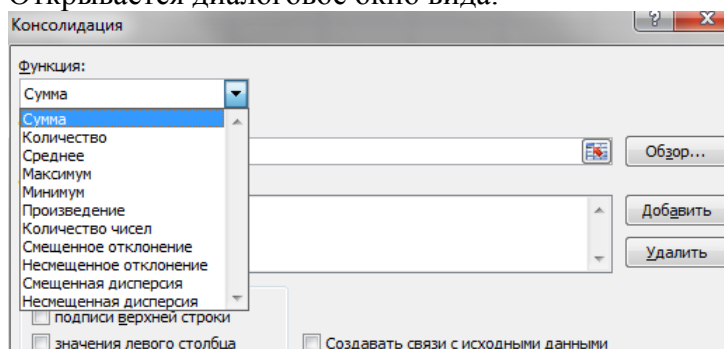 Открывается диалоговое окно вида:
Консолидация
Функция:
Сумма
Сумма
Количество
Среднее
Максимум
Минимум
Произведение
Количество чисел
Смещенное отклонение
Несмещенное отклонение
Смещенная дисперсия
Несмещенная дисперсия
Обзор...
Добавить
Удалить
подписи верхней строки
значения левого столбца
Создавать связи с исходными данными